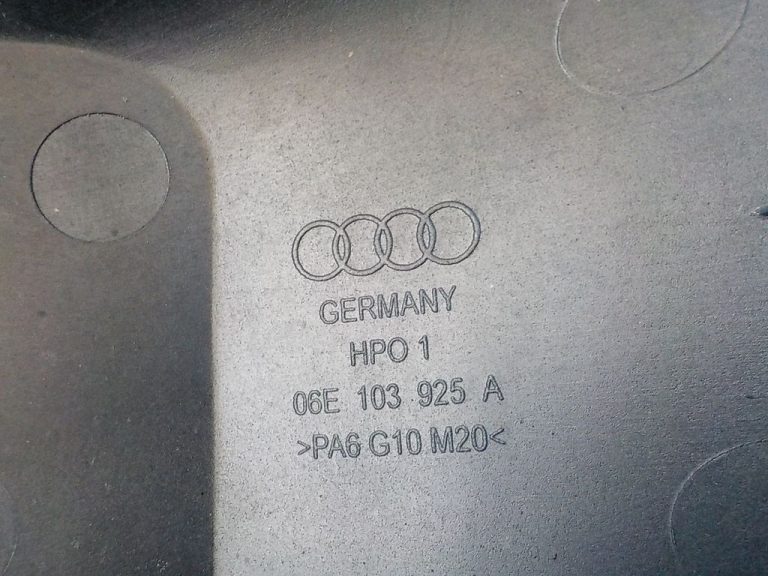 GERMANY
HPO 1
06E 103 925 A
>PA6 G10 M20<